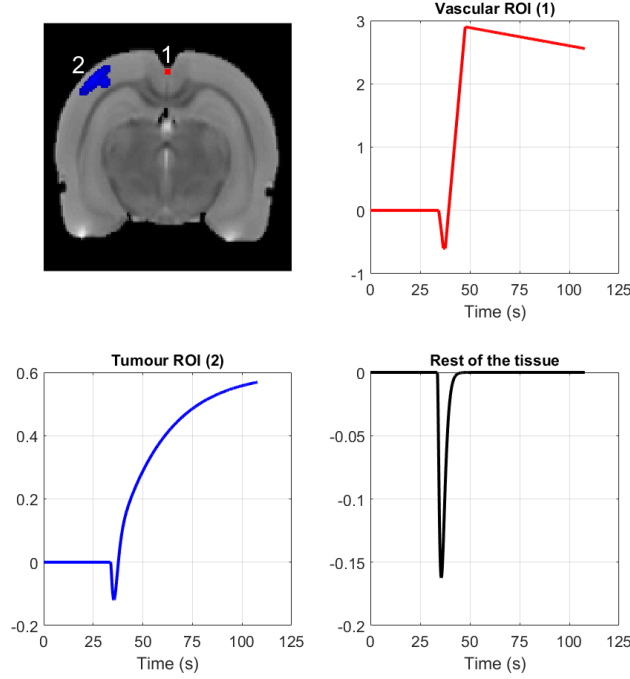 2
1
Vascular ROI (1)
3
2
1
0
-1
0 25 50 75 100 125
Time (s)
Tumour ROI (2)
0.6
0.4
0.2
0
-0.2
0 25 50 75 100 125
Time (s)
Rest of the tissue
0
-0.05
-0.1
-0.15
-0.2
0 25 50 75 100 125
Time (s)